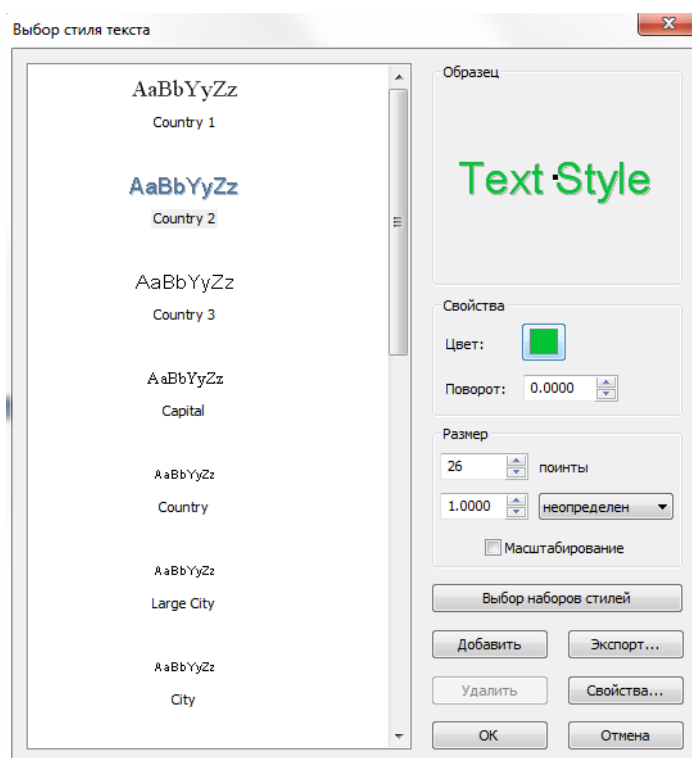 Выбор стиля текста
AaBbYyZz
Country 1
AaBbYyZz
Country 2
AaBbYyZz
Country 3
AaBbYyZz
Capital
AaBbYyZz
Country
AaBbYyZz
Large City
AaBbYyZz
City
Образец
Text Style
Свойства
Цвет:
Поворот: 0.0000
Размер
26 поинты
1.0000 неопределен
Масштабирование
Выбор наборов стилей
Добавить Экспорт...
Удалить Свойства...
OK Отмена